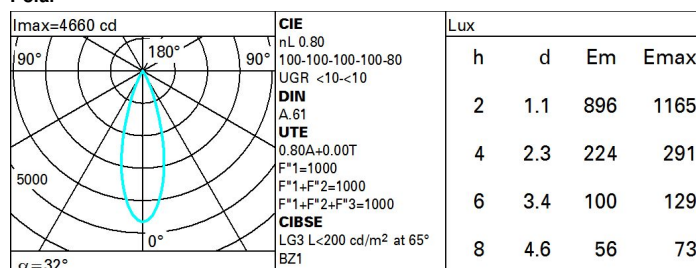 Imax=4660 cd
90°
180°
90°
5000
0°
α=32°
CIE
nL 0.80
100-100-100-100-80
UGR <10-<10
DIN
A.61
UTE
0.80A+0.00T
F"1=1000
F"1+F"2=1000
F"1+F"2+F"3=1000
CIBSE
LG3 L<200 cd/m² at 65°
BZ1
Lux
h d Em Emax
2 1.1 896 1165
4 2.3 224 291
6 3.4 100 129
8 4.6 56 73